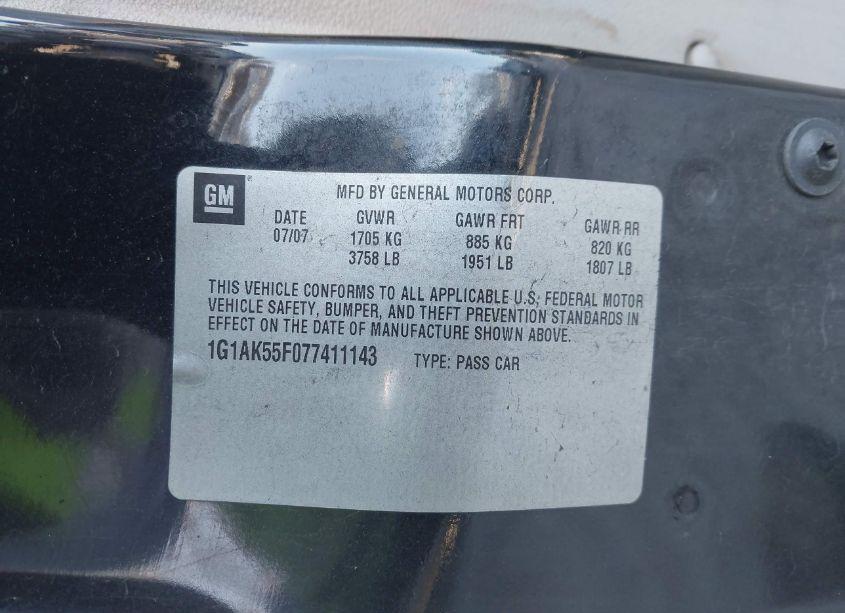 GM ® MFD BY GENERAL MOTORS CORP.
DATE GVWR GAWR FRT GAWR RR
07/07 1705 KG 885 KG 820 KG
3758 LB 1951 LB 1807 LB
THIS VEHICLE CONFORMS TO ALL APPLICABLE U.S. FEDERAL MOTOR
VEHICLE SAFETY, BUMPER, AND THEFT PREVENTION STANDARDS IN
EFFECT ON THE DATE OF MANUFACTURE SHOWN ABOVE.
1G1AK55F077411143 TYPE: PASS CAR